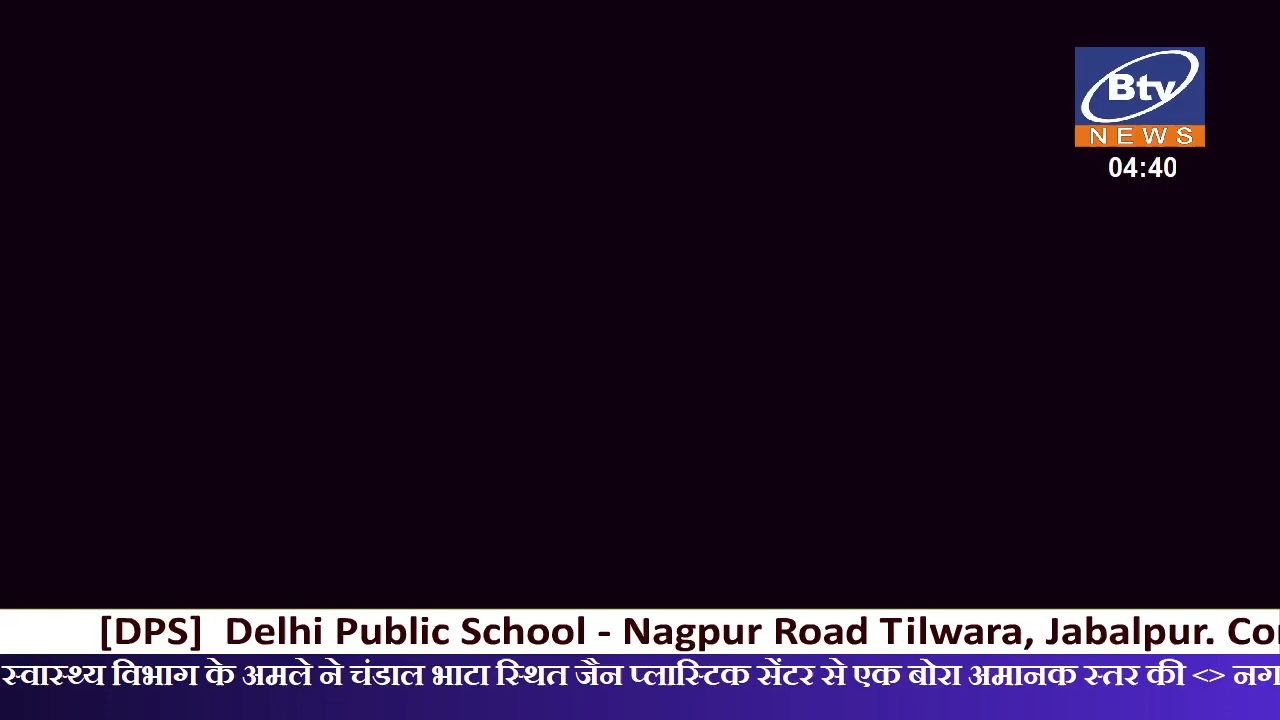 Btv
NEWS
04:40
[DPS] Delhi Public School - Nagpur Road Tilwara, Jabalpur.
स्वास्थ्य विभाग के अमले ने चंडाल भाटा स्थित जैन प्लास्टिक सेंटर से एक बोरा अमानक स्तर की <>